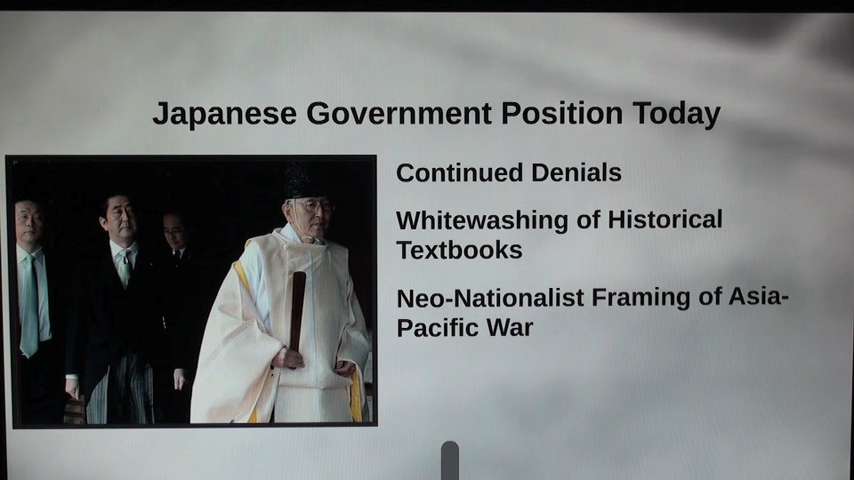 Japanese Government Position Today
Continued Denials
Whitewashing of Historical
Textbooks
Neo-Nationalist Framing of Asia-
Pacific War